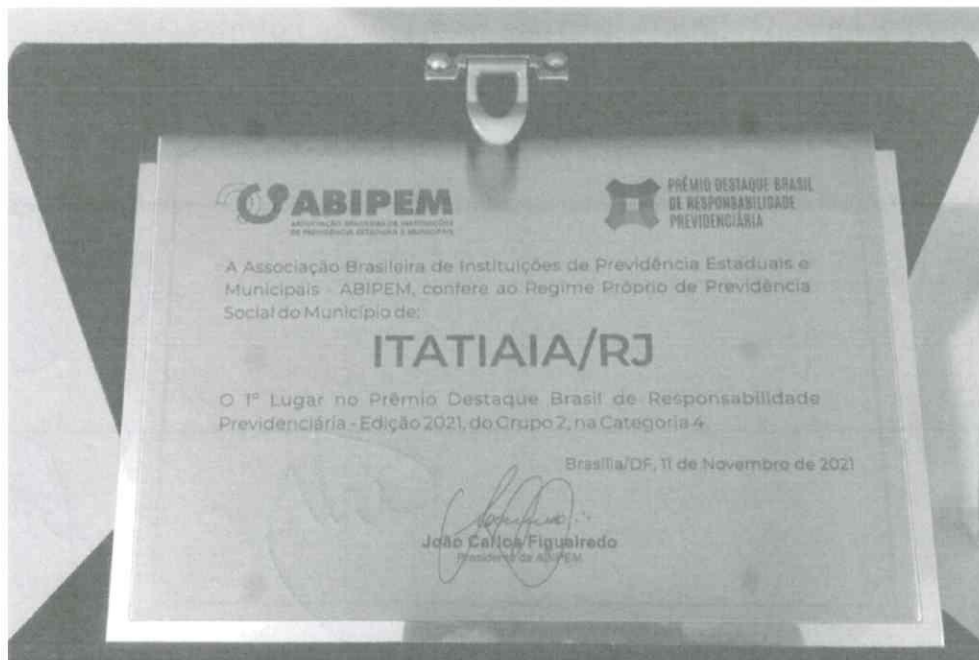 ABIPEM
ASSOCIAÇÃO BRASILEIRA DE INSTITUIÇÕES
DE PREVIDÊNCIA ESTADUAIS E MUNICIPAIS
PRÊMIO DESTAQUE BRASIL
DE RESPONSABILIDADE
PREVIDENCIÁRIA
A Associação Brasileira de Instituições de Previdência Estaduais e
Municipais - ABIPEM, confere ao Regime Próprio de Previdência
Social do Município de:
ITATIAIA/RJ
O 1º Lugar no Prêmio Destaque Brasil de Responsabilidade
Previdenciária - Edição 2021, do Grupo 2, na Categoria 4
Brasília/DF, 11 de Novembro de 2021
João Carlos Figueiredo
Presidente da ABIPEM